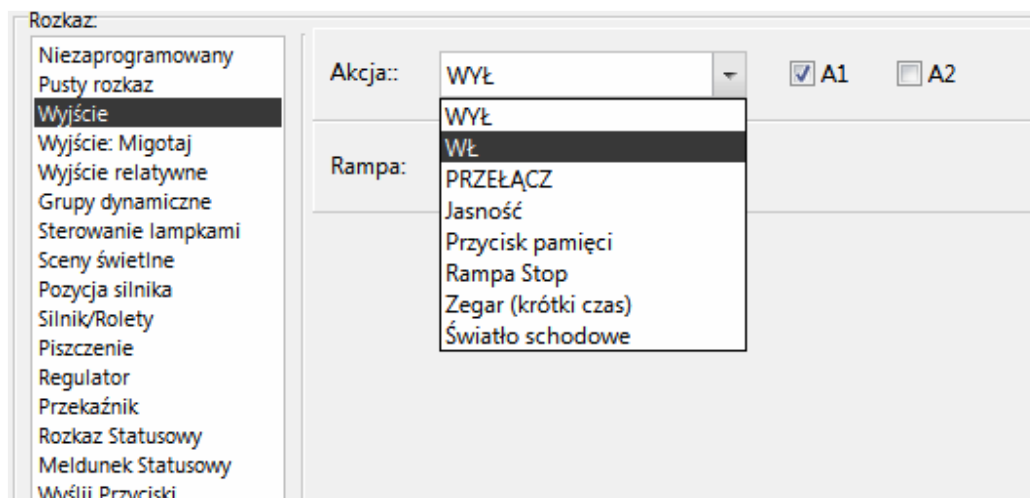 Rozkaz:
Niezaprogramowany
Pusty rozkaz
Wyjście
Wyjście: Migotaj
Wyjście relatywne
Grupy dynamiczne
Sterowanie lampkami
Sceny świetlne
Pozycja silnika
Silnik/Rolety
Piszczenie
Regulator
Przekaźnik
Rozkaz Statusowy
Meldunek Statusowy
Wyślij Przyciski
Akcja:: WYŁ A1 A2
WYŁ
WŁ
PRZEŁĄCZ
Jasność
Przycisk pamięci
Rampa Stop
Zegar (krótki czas)
Światło schodowe
Rampa: